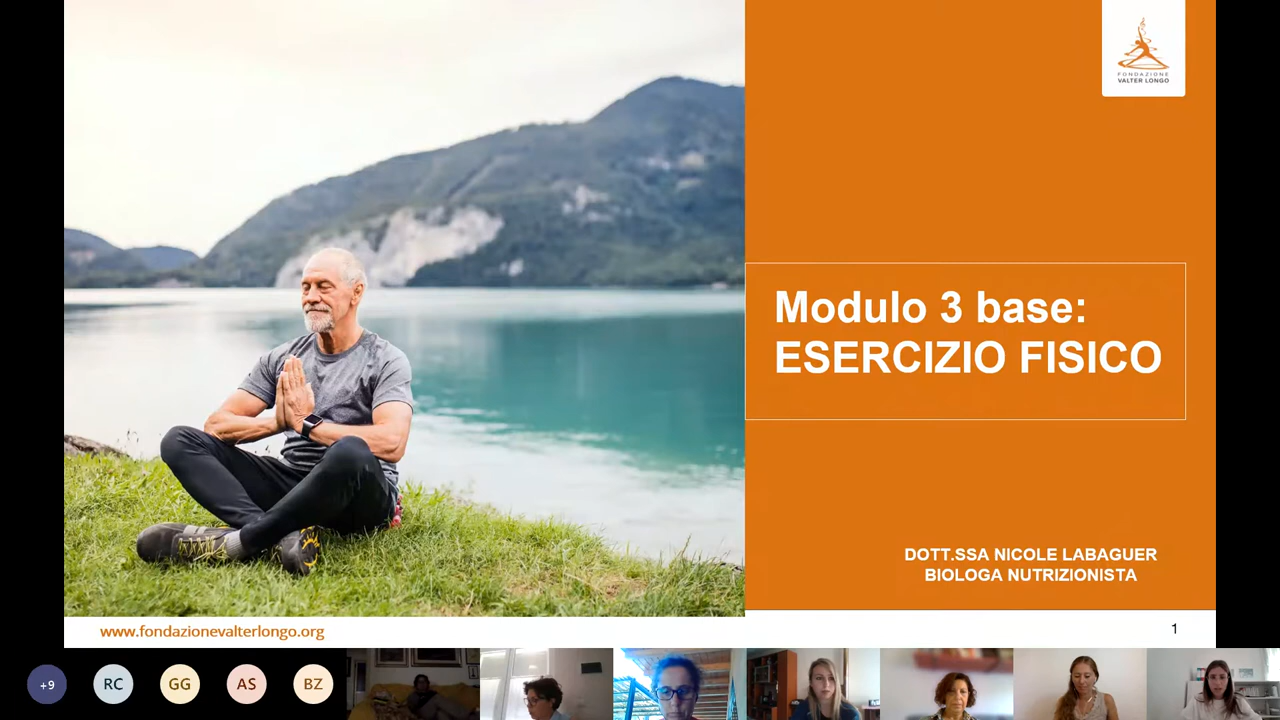 FONDAZIONE
VALTER LONGO
Modulo 3 base:
ESERCIZIO FISICO
DOTT.SSA NICOLE LABAGUER
BIOLOGA NUTRIZIONISTA
www.fondazionevalterlongo.org
1
+9
RC
GG
AS
BZ